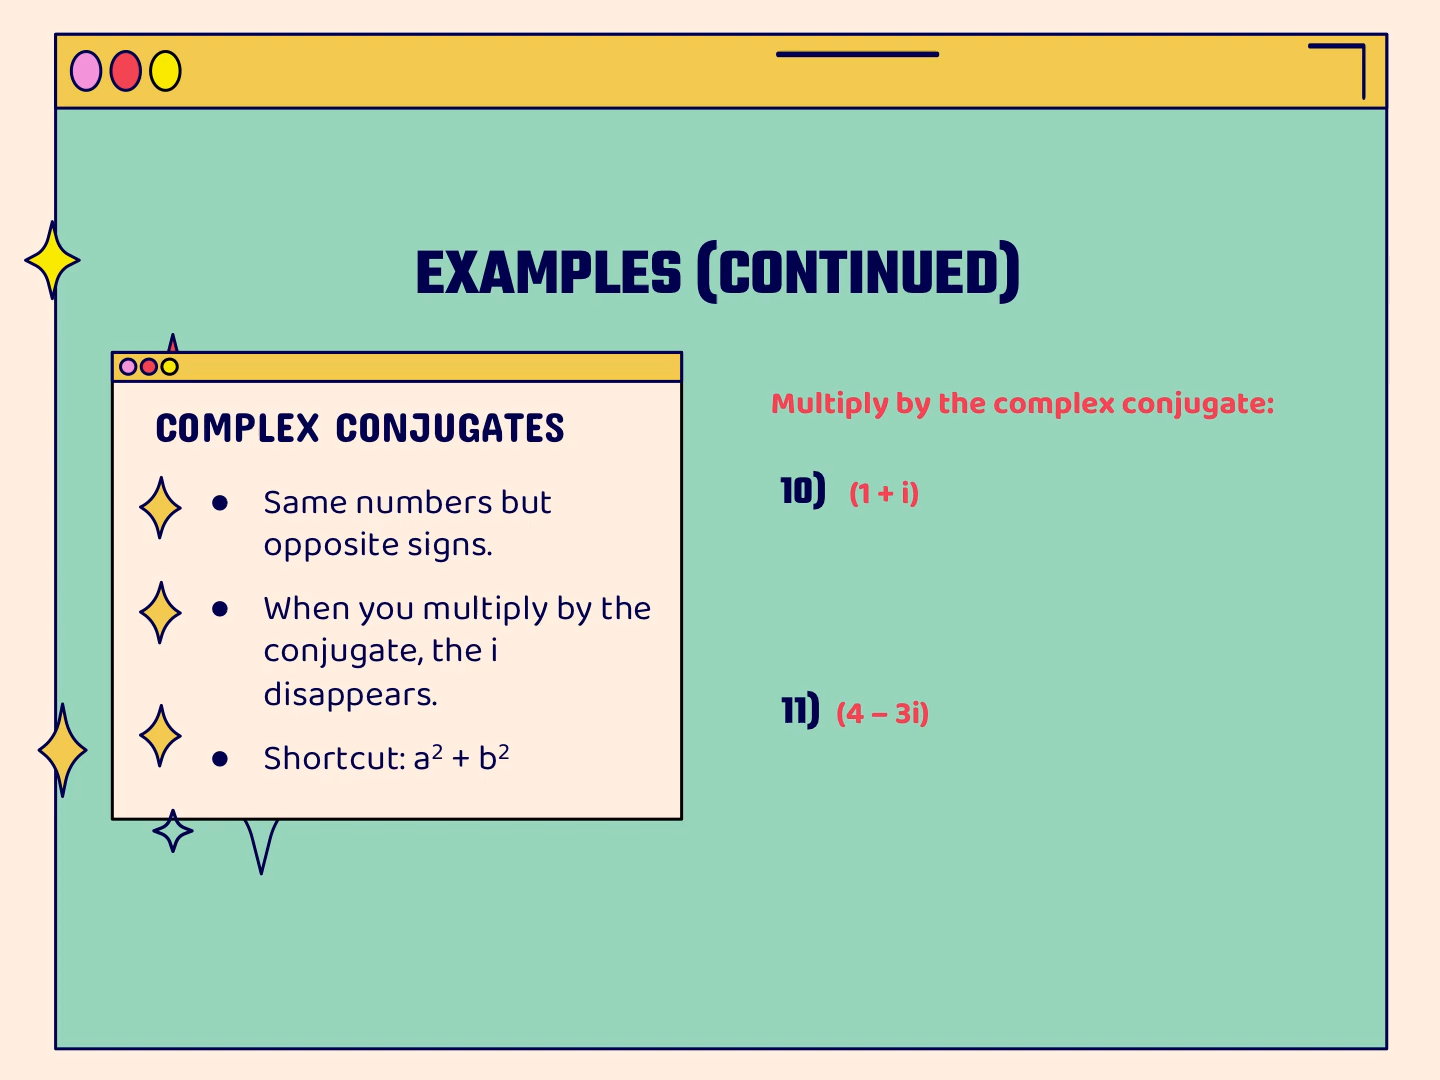 EXAMPLES (CONTINUED)
COMPLEX CONJUGATES
● Same numbers but
opposite signs.
● When you multiply by the
conjugate, the i
disappears.
● Shortcut: a² + b²
Multiply by the complex conjugate:
10) (1 + i)
11) (4 – 3i)